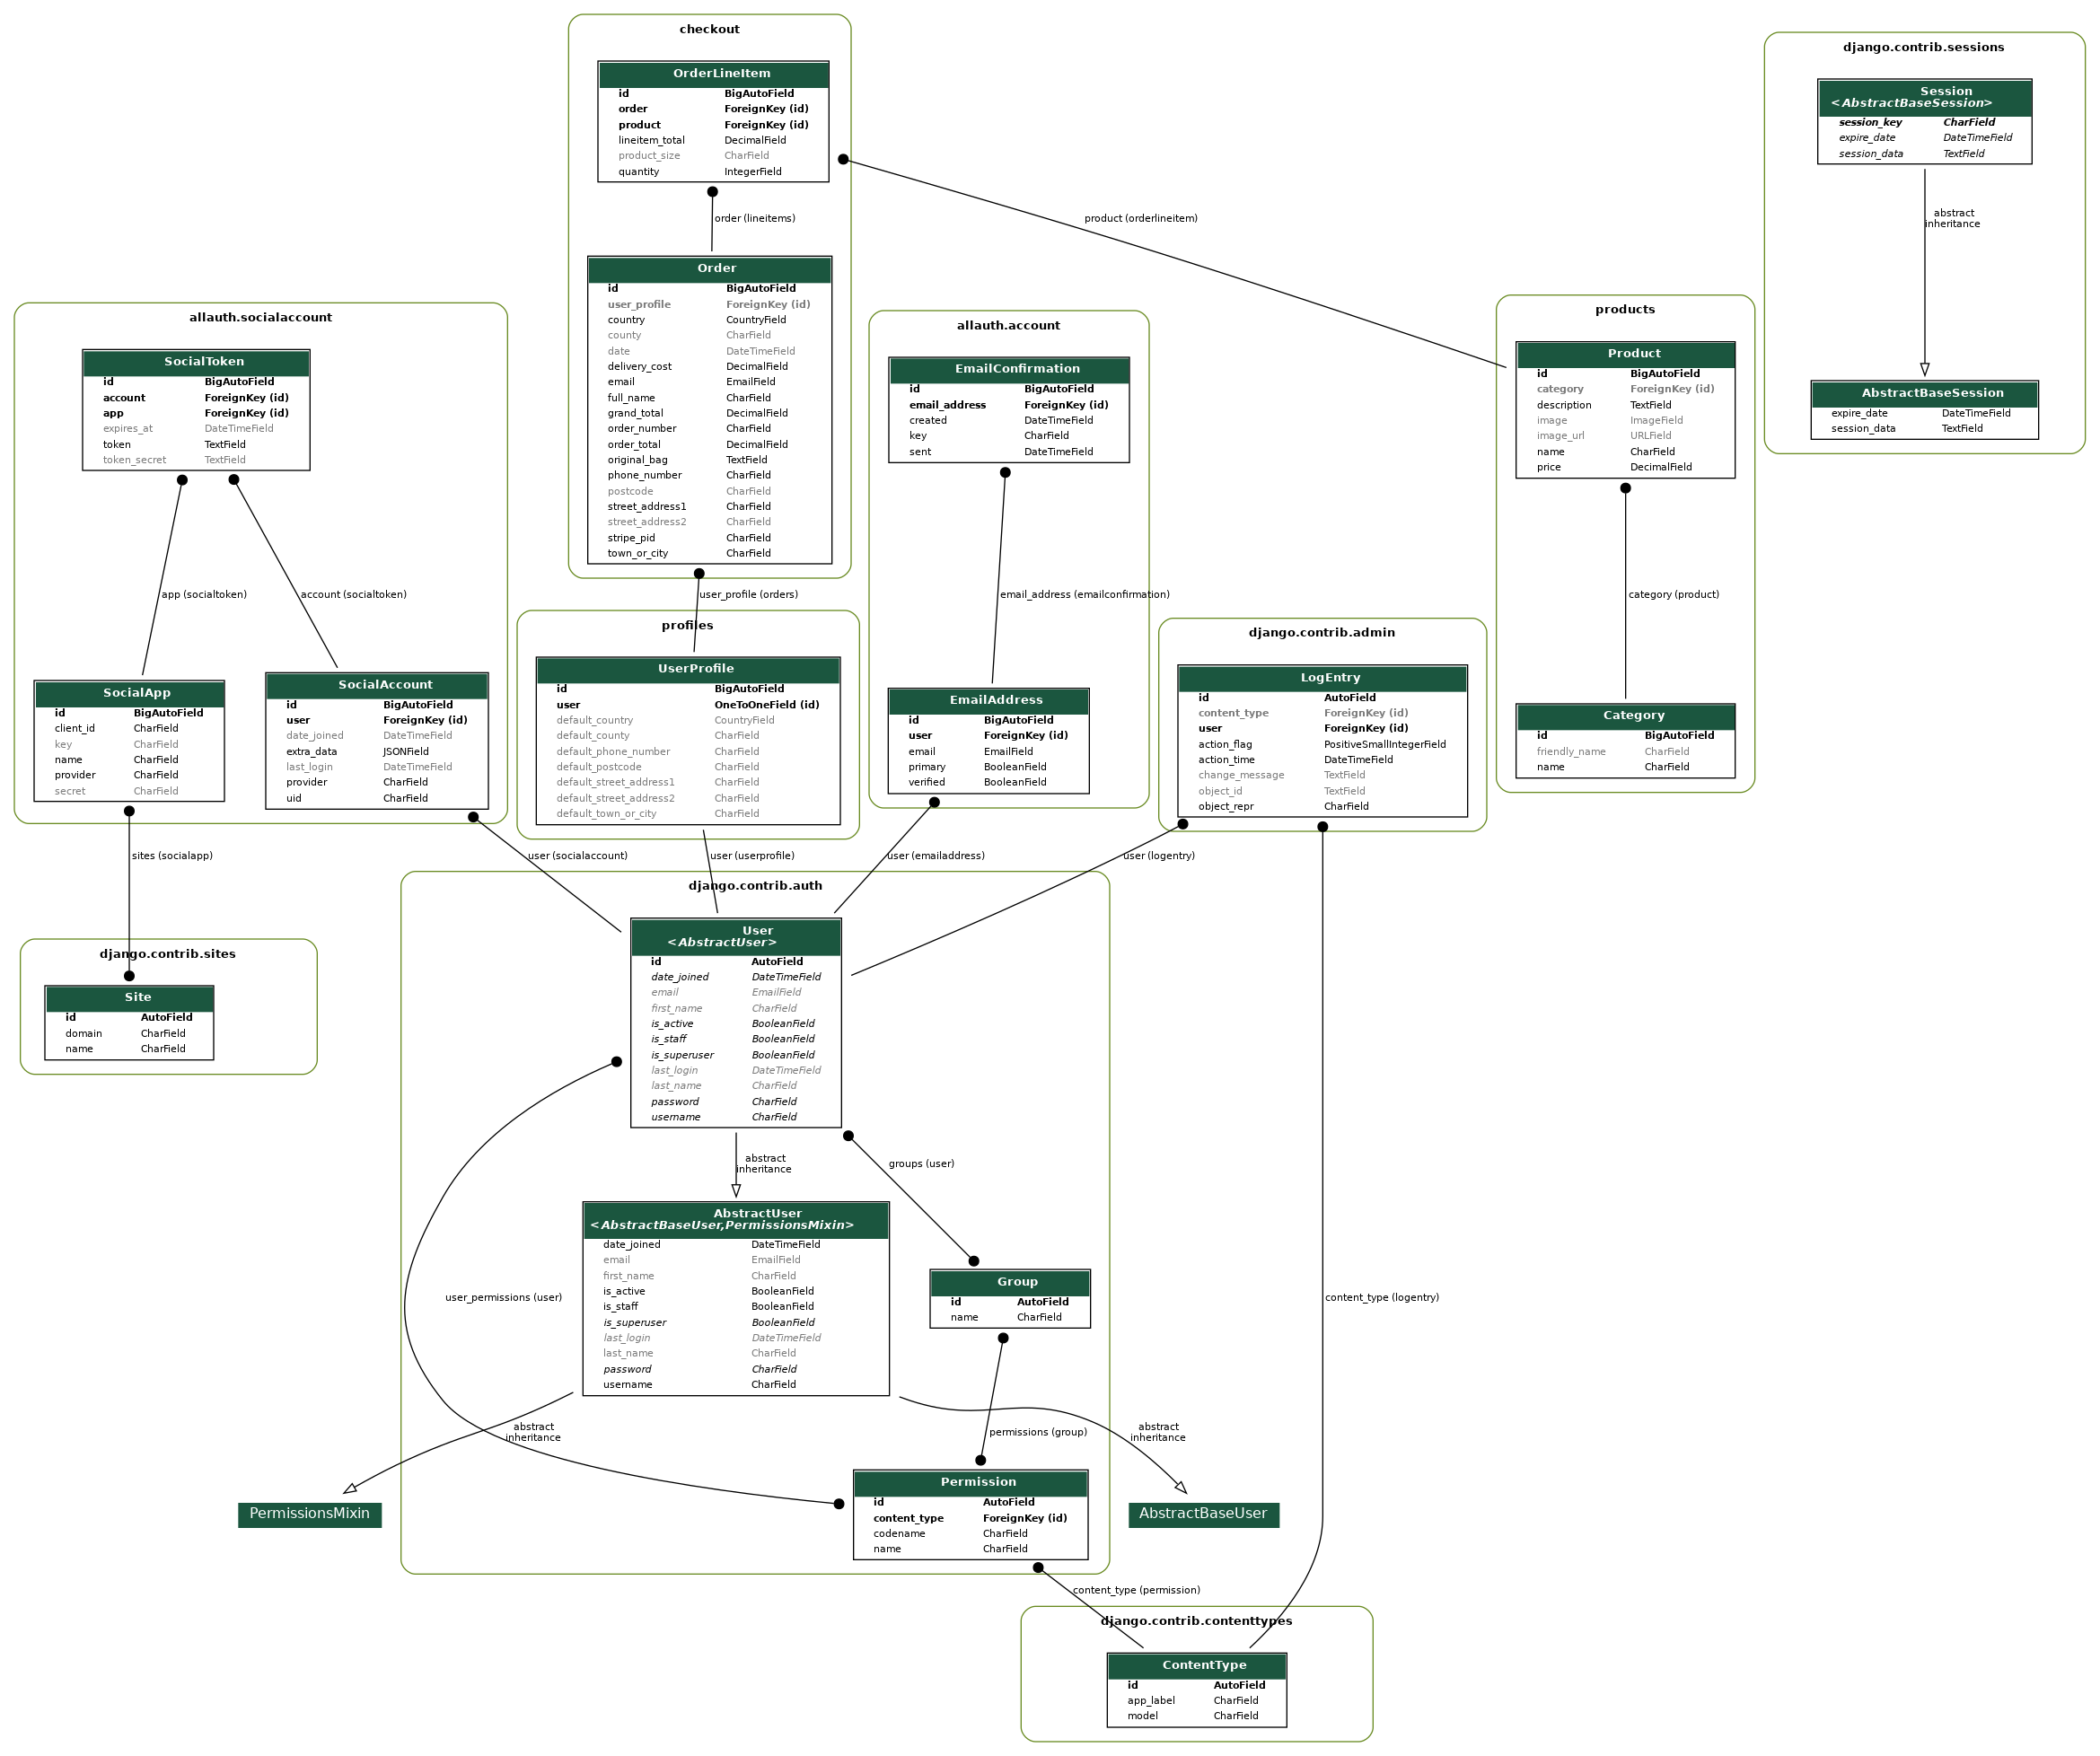 checkout
OrderLineItem
id BigAutoField
order ForeignKey (id)
product ForeignKey (id)
lineitem_total DecimalField
product_size CharField
quantity IntegerField
order (lineitems)
product (orderlineitem)
Order
id BigAutoField
user_profile ForeignKey (id)
country CountryField
county CharField
date DateTimeField
delivery_cost DecimalField
email EmailField
full_name CharField
grand_total DecimalField
order_number CharField
order_total DecimalField
original_bag TextField
phone_number CharField
postcode CharField
street_address1 CharField
street_address2 CharField
stripe_pid CharField
town_or_city CharField
user_profile (orders)
django.contrib.sessions
Session
<AbstractBaseSession>
session_key CharField
expire_date DateTimeField
session_data TextField
abstract
inheritance
AbstractBaseSession
expire_date DateTimeField
session_data TextField
allauth.socialaccount
SocialToken
id BigAutoField
account ForeignKey (id)
app ForeignKey (id)
expires_at DateTimeField
token TextField
token_secret TextField
app (socialtoken)
account (socialtoken)
SocialApp
id BigAutoField
client_id CharField
key CharField
name CharField
provider CharField
secret CharField
SocialAccount
id BigAutoField
user ForeignKey (id)
date_joined DateTimeField
extra_data JSONField
last_login DateTimeField
provider CharField
uid CharField
sites (socialapp)
user (socialaccount)
profiles
UserProfile
id BigAutoField
user OneToOneField (id)
default_country CountryField
default_county CharField
default_phone_number CharField
default_postcode CharField
default_street_address1 CharField
default_street_address2 CharField
default_town_or_city CharField
user (userprofile)
allauth.account
EmailConfirmation
id BigAutoField
email_address ForeignKey (id)
created DateTimeField
key CharField
sent DateTimeField
email_address (emailconfirmation)
EmailAddress
id BigAutoField
user ForeignKey (id)
email EmailField
primary BooleanField
verified BooleanField
user (emailaddress)
django.contrib.admin
LogEntry
id AutoField
content_type ForeignKey (id)
user ForeignKey (id)
action_flag PositiveSmallIntegerField
action_time DateTimeField
change_message TextField
object_id TextField
object_repr CharField
user (logentry)
content_type (logentry)
products
Product
id BigAutoField
category ForeignKey (id)
description TextField
image ImageField
image_url URLField
name CharField
price DecimalField
category (product)
Category
id BigAutoField
friendly_name CharField
name CharField
django.contrib.sites
Site
id AutoField
domain CharField
name CharField
django.contrib.auth
User
<AbstractUser>
id AutoField
date_joined DateTimeField
email EmailField
first_name CharField
is_active BooleanField
is_staff BooleanField
is_superuser BooleanField
last_login DateTimeField
last_name CharField
password CharField
username CharField
abstract
inheritance
groups (user)
user_permissions (user)
AbstractUser
<AbstractBaseUser,PermissionsMixin>
date_joined DateTimeField
email EmailField
first_name CharField
is_active BooleanField
is_staff BooleanField
is_superuser BooleanField
last_login DateTimeField
last_name CharField
password CharField
username CharField
Group
id AutoField
name CharField
permissions (group)
abstract
inheritance
abstract
inheritance
PermissionsMixin
AbstractBaseUser
Permission
id AutoField
content_type ForeignKey (id)
codename CharField
name CharField
content_type (permission)
django.contrib.contenttypes
ContentType
id AutoField
app_label CharField
model CharField